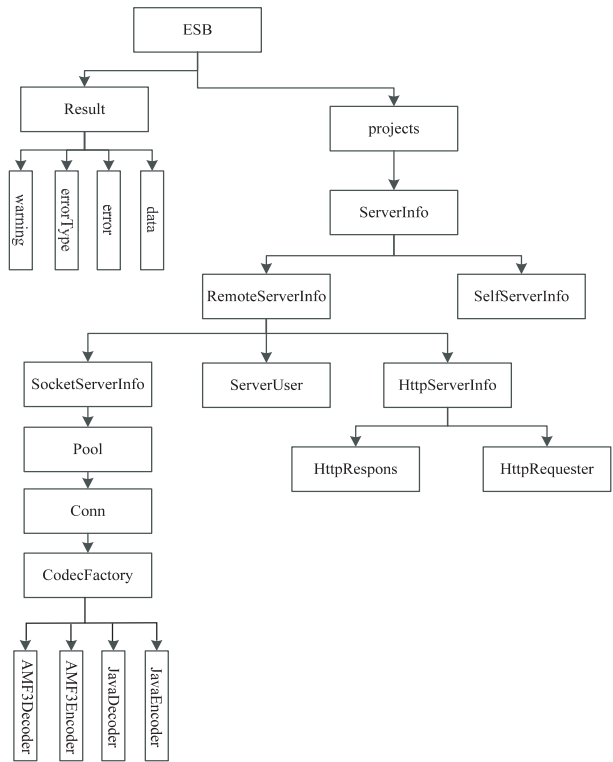 ESB
Result
projects
warning
errorType
error
data
ServerInfo
RemoteServerInfo
SelfServerInfo
SocketServerInfo
ServerUser
HttpServerInfo
Pool
HttpRespons
HttpRequester
Conn
CodecFactory
AMF3Decoder
AMF3Encoder
JavaDecoder
JavaEncoder